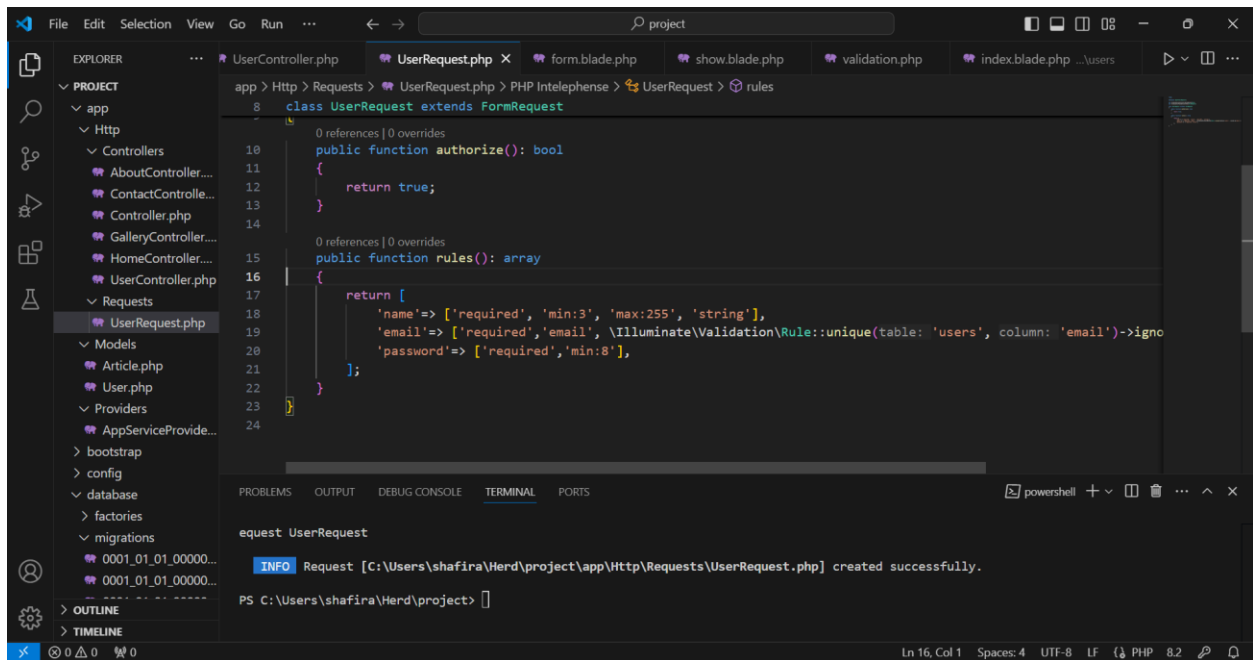 File Edit Selection View Go Run ··· project
EXPLORER ···
PROJECT
app
Http
Controllers
AboutController....
ContactControlle...
Controller.php
GalleryController....
HomeController....
UserController.php
Requests
UserRequest.php
Models
Article.php
User.php
Providers
AppServiceProvide...
bootstrap
config
database
factories
migrations
0001_01_01_00000...
0001_01_01_00000...
OUTLINE
TIMELINE
UserController.php UserRequest.php form.blade.php show.blade.php validation.php index.blade.php ...\users
app > Http > Requests > UserRequest.php > PHP Intelephense > UserRequest > rules
8 class UserRequest extends FormRequest
{
0 references | 0 overrides
10 public function authorize(): bool
11 {
12 return true;
13 }
14
0 references | 0 overrides
15 public function rules(): array
16 {
17 return [
18 'name'=> ['required', 'min:3', 'max:255', 'string'],
19 'email'=> ['required','email', \Illuminate\Validation\Rule::unique(table: 'users', column: 'email')->igno
20 'password'=> ['required','min:8'],
21 ];
22 }
23 }
24
PROBLEMS OUTPUT DEBUG CONSOLE TERMINAL PORTS powershell
equest UserRequest
INFO Request [C:\Users\shafira\Herd\project\app\Http\Requests\UserRequest.php] created successfully.
PS C:\Users\shafira\Herd\project>
0 0 0 Ln 16, Col 1 Spaces: 4 UTF-8 LF PHP 8.2